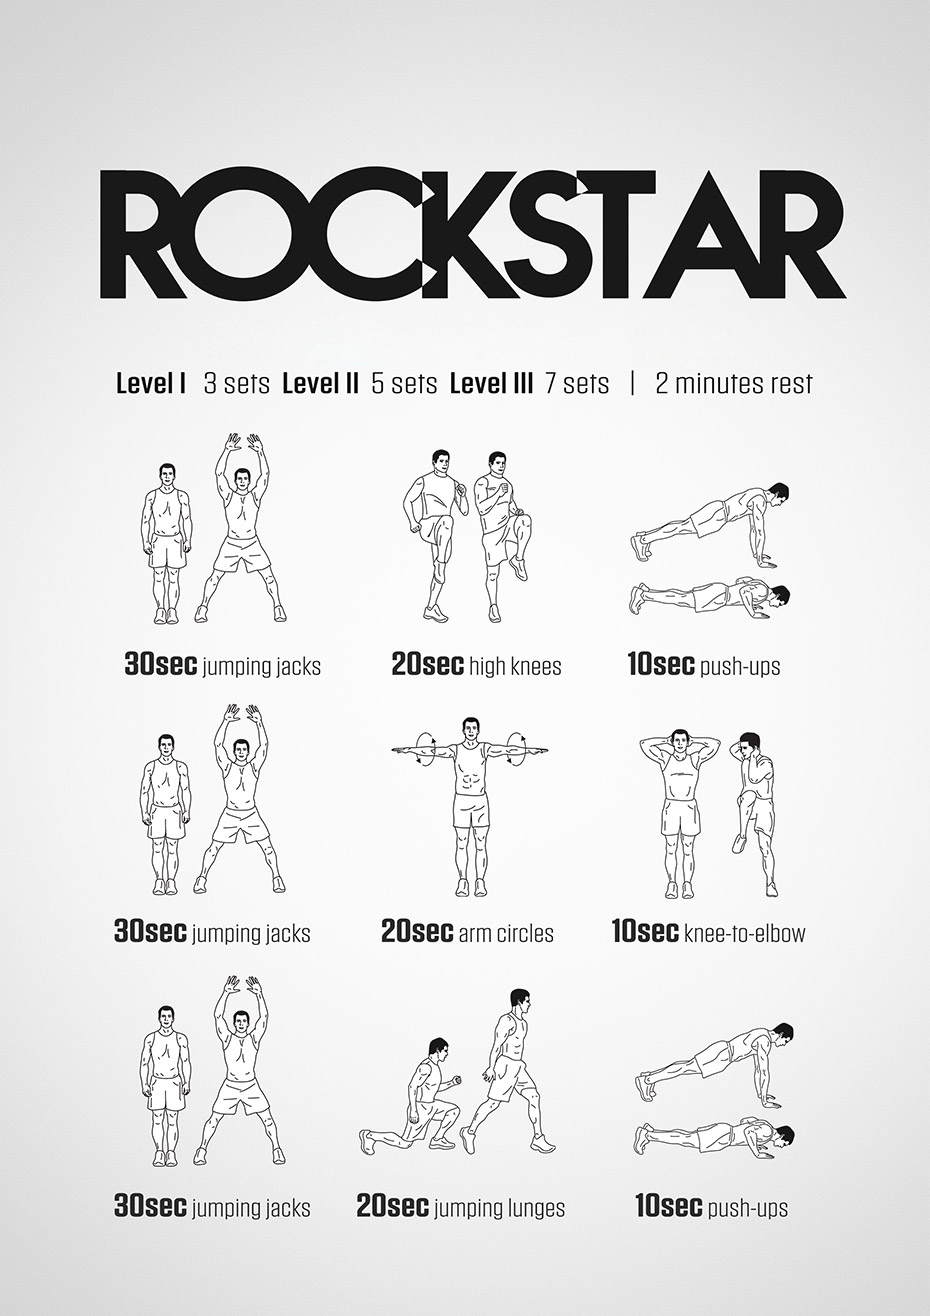 ROCKSTAR
Level I 3 sets Level II 5 sets Level III 7 sets | 2 minutes rest
30sec jumping jacks 20sec high knees 10sec push-ups
30sec jumping jacks 20sec arm circles 10sec knee-to-elbow
30sec jumping jacks 20sec jumping lunges 10sec push-ups